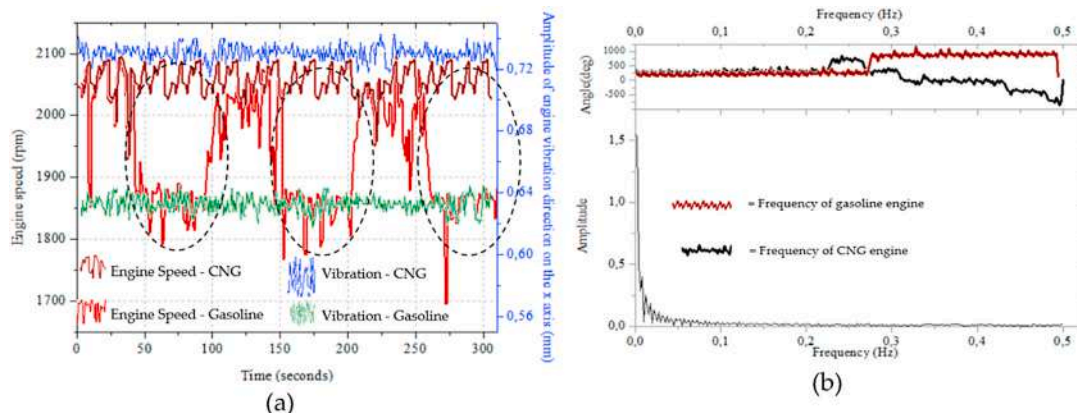 2100
2000
1900
1800
1700
Engine speed (rpm)
0,72
0,68
0,64
0,60
0,56
Amplitude of engine vibration direction on the x axis (mm)
Engine Speed - CNG
Vibration - CNG
Engine Speed - Gasoline
Vibration - Gasoline
0
50
100
150
200
250
300
Time (seconds)
(a)
Frequency (Hz)
0,0
0,1
0,2
0,3
0,4
0,5
1000
500
0
-500
Angle(deg)
1,5
1,0
0,5
0,0
Amplitude
= Frequency of gasoline engine
= Frequency of CNG engine
0,0
0,1
0,2
0,3
0,4
0,5
Frequency (Hz)
(b)